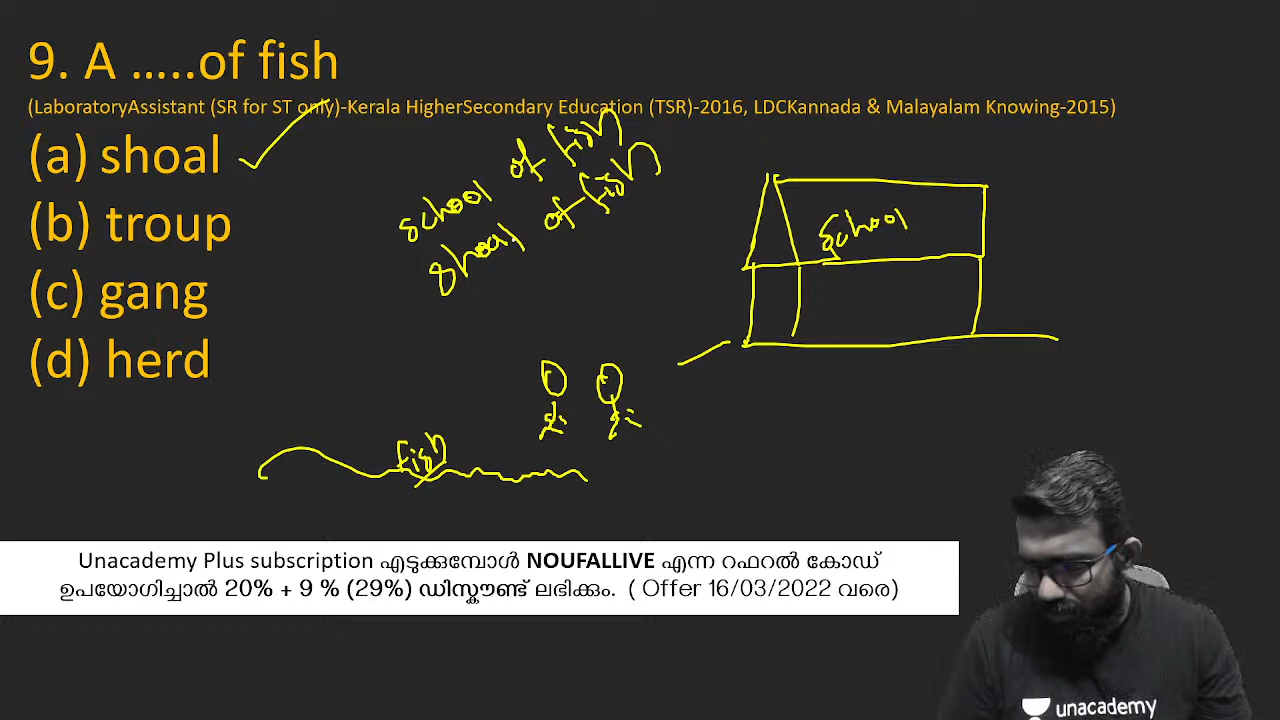 9. A .....of fish
(LaboratoryAssistant (SR for ST only)-Kerala HigherSecondary Education (TSR)-2016, LDCKannada & Malayalam Knowing-2015)
(a) shoal
(b) troup
(c) gang
(d) herd
school of fish
shoal of fish
school
fish
Unacademy Plus subscription എടുക്കുമ്പോൾ NOUFALLIVE എന്ന റഫറൽ കോഡ്
ഉപയോഗിച്ചാൽ 20% + 9 % (29%) ഡിസ്കൗണ്ട് ലഭിക്കും. ( Offer 16/03/2022 വരെ)
unacademy